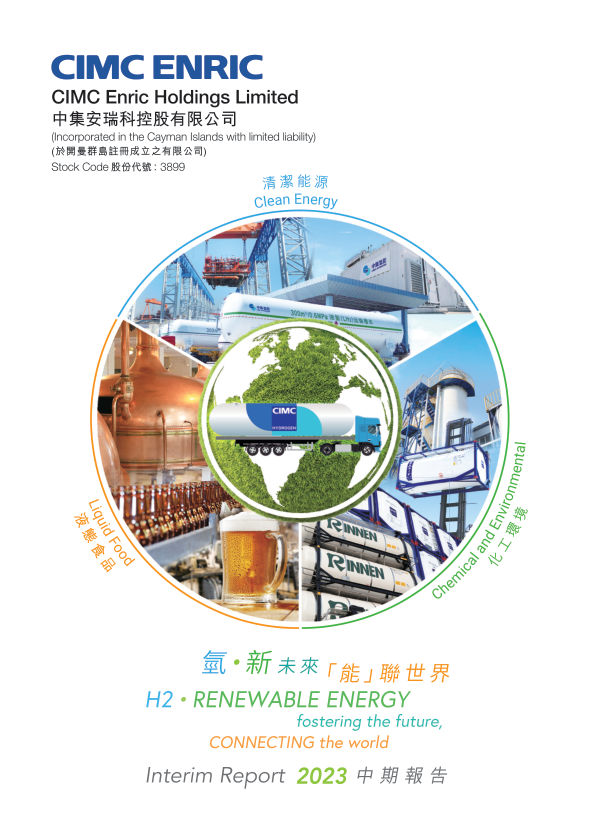 CIMC ENRIC
CIMC Enric Holdings Limited
中集安瑞科控股有限公司
(Incorporated in the Cayman Islands with limited liability)
(於開曼群島註冊成立之有限公司)
Stock Code 股份代號 : 3899
清潔能源
Clean Energy
CIMC
HYDROGEN
Liquid Food
液態食品
Chemical and Environmental
化工環境
RINNEN
RINNEN
RINNEN
氫•新未來「能」聯世界
H2 • RENEWABLE ENERGY
fostering the future,
CONNECTING the world
Interim Report 2023 中期報告